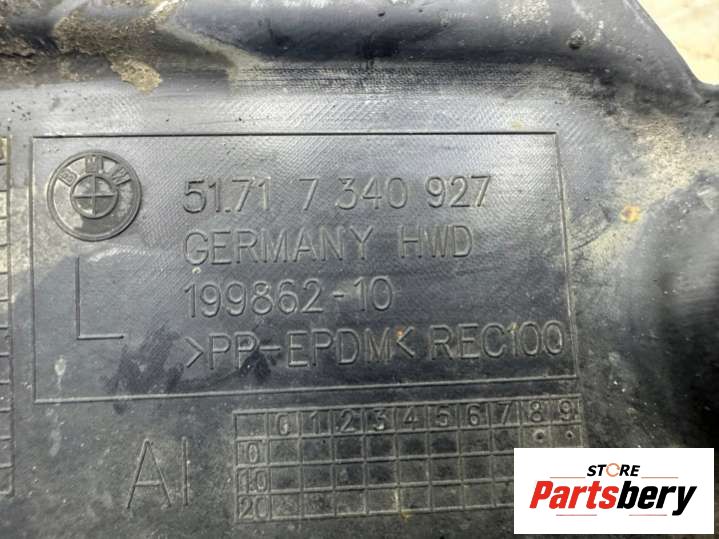 BMW
51.71 7 340 927
GERMANY HWD
L
199862-10
>PP-EPDM< REC100
0 1 2 3 4 5 6 7 8 9
0
10
20
AI
STORE
Partsbery